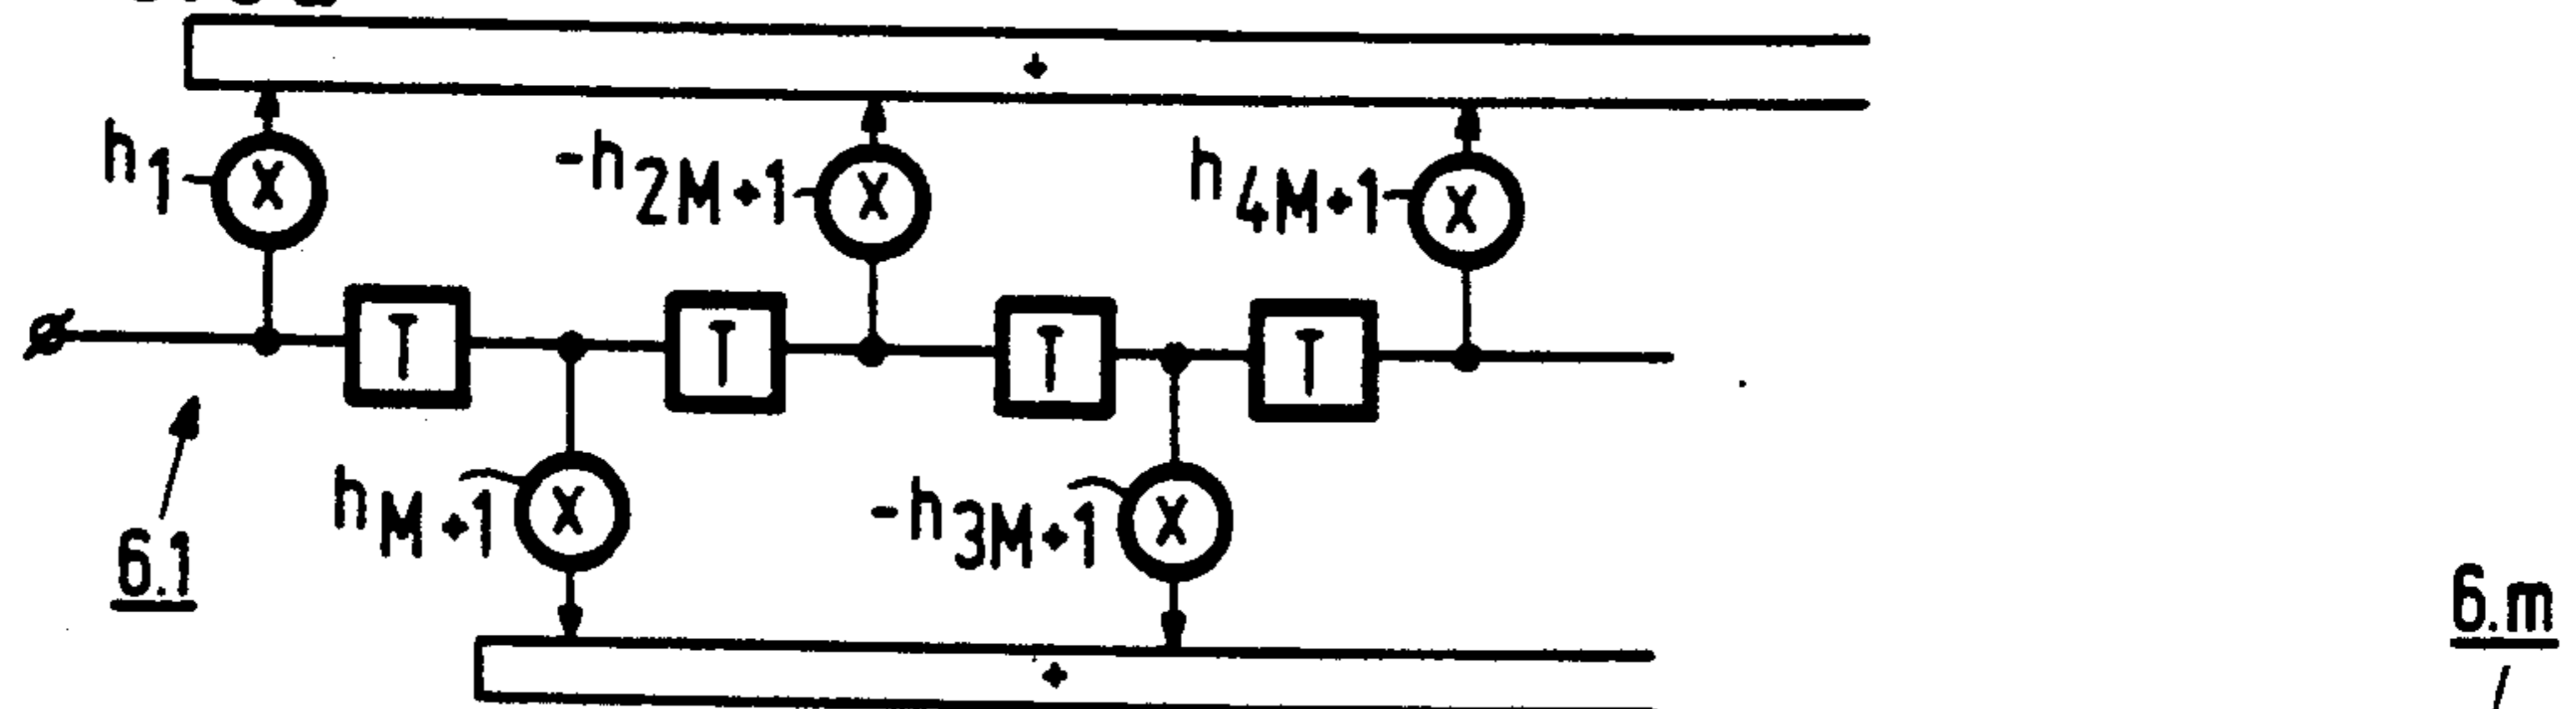 +
h1 X -h2M+1 X h4M+1 X
T T T T
hM+1 X -h3M+1 X
6.1
6.m
+